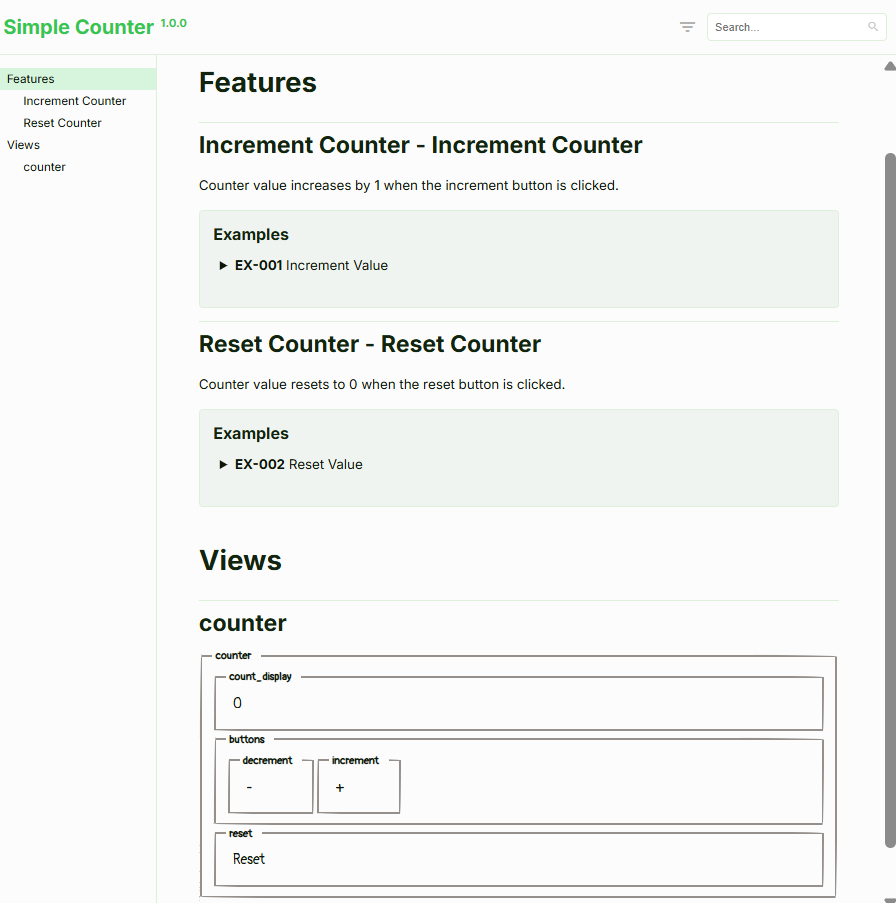 Simple Counter 1.0.0
Search...
Features
Increment Counter
Reset Counter
Views
counter
Features
Increment Counter - Increment Counter
Counter value increases by 1 when the increment button is clicked.
Examples
EX-001 Increment Value
Reset Counter - Reset Counter
Counter value resets to 0 when the reset button is clicked.
Examples
EX-002 Reset Value
Views
counter
counter
count_display
0
buttons
decrement increment
- +
reset
Reset